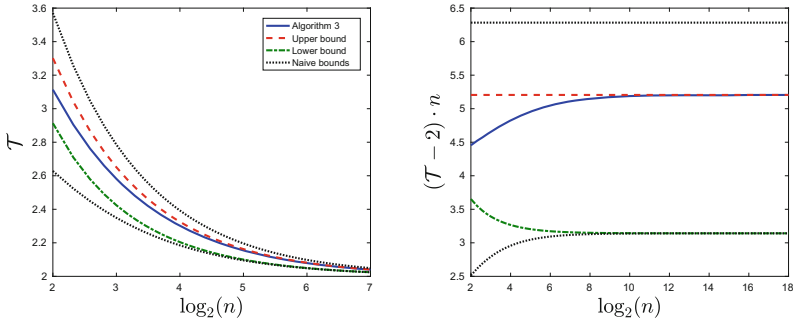 3.6
3.4
3.2
3
2.8
2.6
2.4
2.2
2
𝒯
2 3 4 5 6 7
log₂(n)
Algorithm 3
Upper bound
Lower bound
Naive bounds
6.5
6
5.5
5
4.5
4
3.5
3
2.5
(𝒯 − 2) · n
2 4 6 8 10 12 14 16 18
log₂(n)